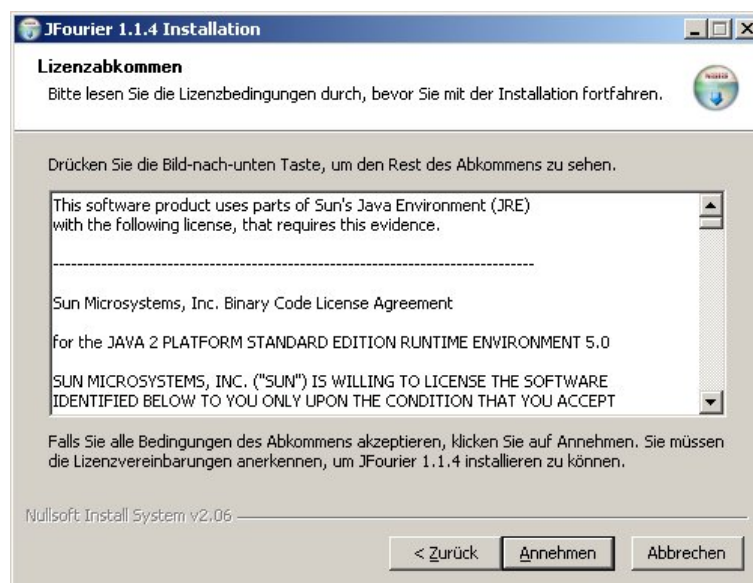 JFourier 1.1.4 Installation
Lizenzabkommen
Bitte lesen Sie die Lizenzbedingungen durch, bevor Sie mit der Installation fortfahren.
Drücken Sie die Bild-nach-unten Taste, um den Rest des Abkommens zu sehen.
This software product uses parts of Sun's Java Environment (JRE)
with the following license, that requires this evidence.
--------------------------------------------------------------------------------
Sun Microsystems, Inc. Binary Code License Agreement
for the JAVA 2 PLATFORM STANDARD EDITION RUNTIME ENVIRONMENT 5.0
SUN MICROSYSTEMS, INC. ("SUN") IS WILLING TO LICENSE THE SOFTWARE
IDENTIFIED BELOW TO YOU ONLY UPON THE CONDITION THAT YOU ACCEPT
Falls Sie alle Bedingungen des Abkommens akzeptieren, klicken Sie auf Annehmen. Sie müssen
die Lizenzvereinbarungen anerkennen, um JFourier 1.1.4 installieren zu können.
Nullsoft Install System v2.06
< Zurück Annehmen Abbrechen